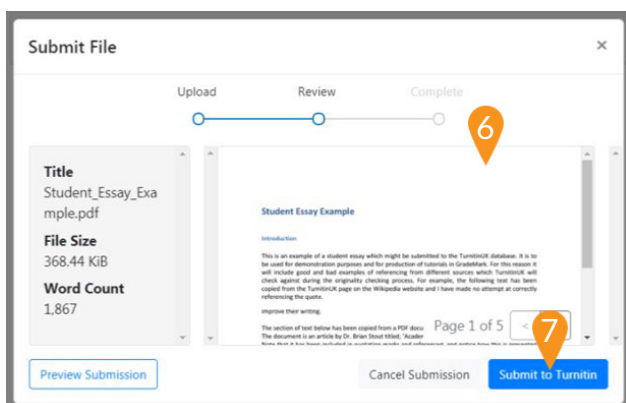 Submit File
×
Upload Review Complete
6
Title
Student_Essay_Exa
mple.pdf
File Size
368.44 KiB
Word Count
1,867
Student Essay Example
Introduction
This is an example of a student essay which might be submitted to the TurnitinUK database. It is to
be used for demonstration purposes and for production of tutorials in GradeMark. For this reason it
will include good and bad examples of referencing from different sources which TurnitinUK will
check against during the originality checking process. For example, the following text has been
copied from the TurnitinUK page on the Wikipedia website and I have made no attempt at correctly
referencing the quote.
improve their writing.
The section of text below has been copied from a PDF docu
The document is an article by Dr. Brian Stout titled, 'Acader
Page 1 of 5 <
7
Preview Submission
Cancel Submission
Submit to Turnitin